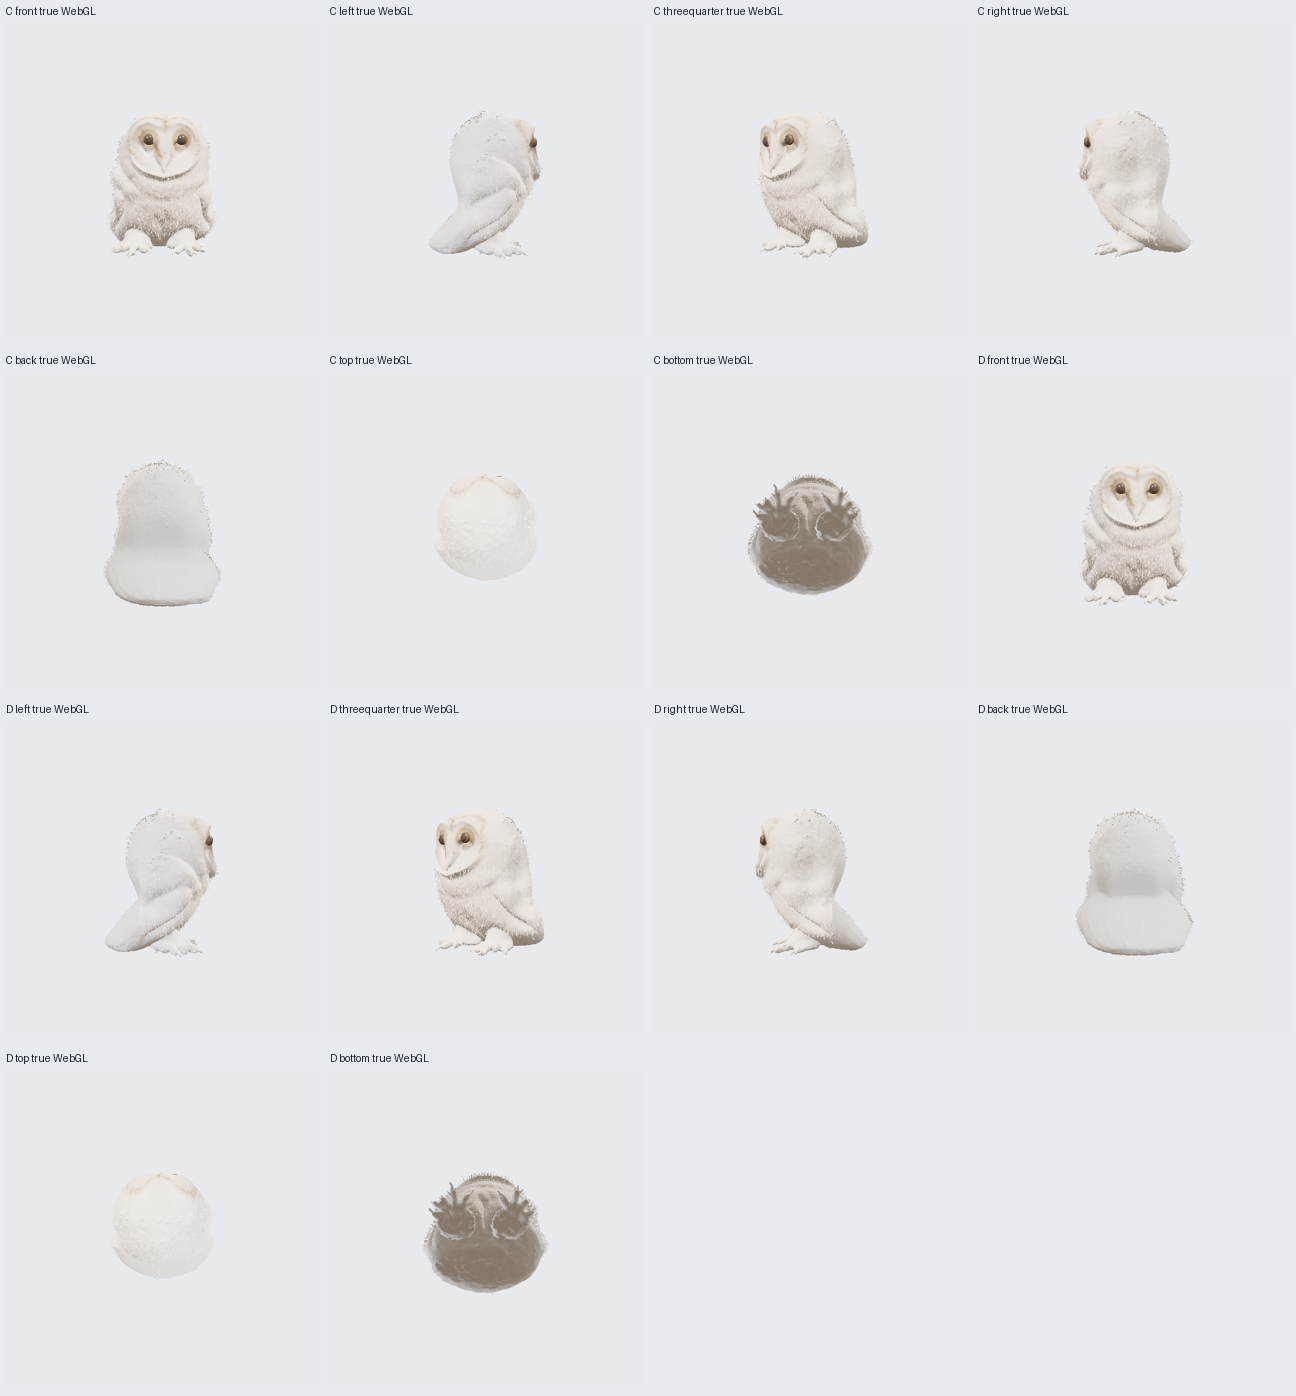 C front true WebGL
C left true WebGL
C threequarter true WebGL
C right true WebGL
C back true WebGL
C top true WebGL
C bottom true WebGL
D front true WebGL
D left true WebGL
D threequarter true WebGL
D right true WebGL
D back true WebGL
D top true WebGL
D bottom true WebGL